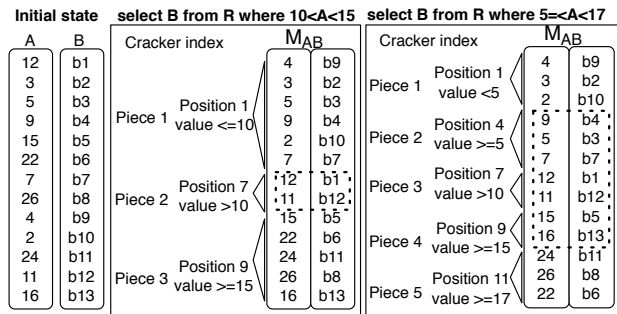 Initial state
A B
12 b1
3 b2
5 b3
9 b4
15 b5
22 b6
7 b7
26 b8
4 b9
2 b10
24 b11
11 b12
16 b13
select B from R where 10<A<15
Cracker index
M_AB
Piece 1
Position 1
value <=10
4 b9
3 b2
5 b3
9 b4
2 b10
7 b7
Piece 2
Position 7
value >10
12 b1
11 b12
Piece 3
Position 9
value >=15
15 b5
22 b6
24 b11
26 b8
16 b13
select B from R where 5=<A<17
Cracker index
M_AB
Piece 1
Position 1
value <5
4 b9
3 b2
2 b10
Piece 2
Position 4
value >=5
9 b4
5 b3
7 b7
Piece 3
Position 7
value >10
12 b1
11 b12
Piece 4
Position 9
value >=15
15 b5
16 b13
Piece 5
Position 11
value >=17
24 b11
26 b8
22 b6